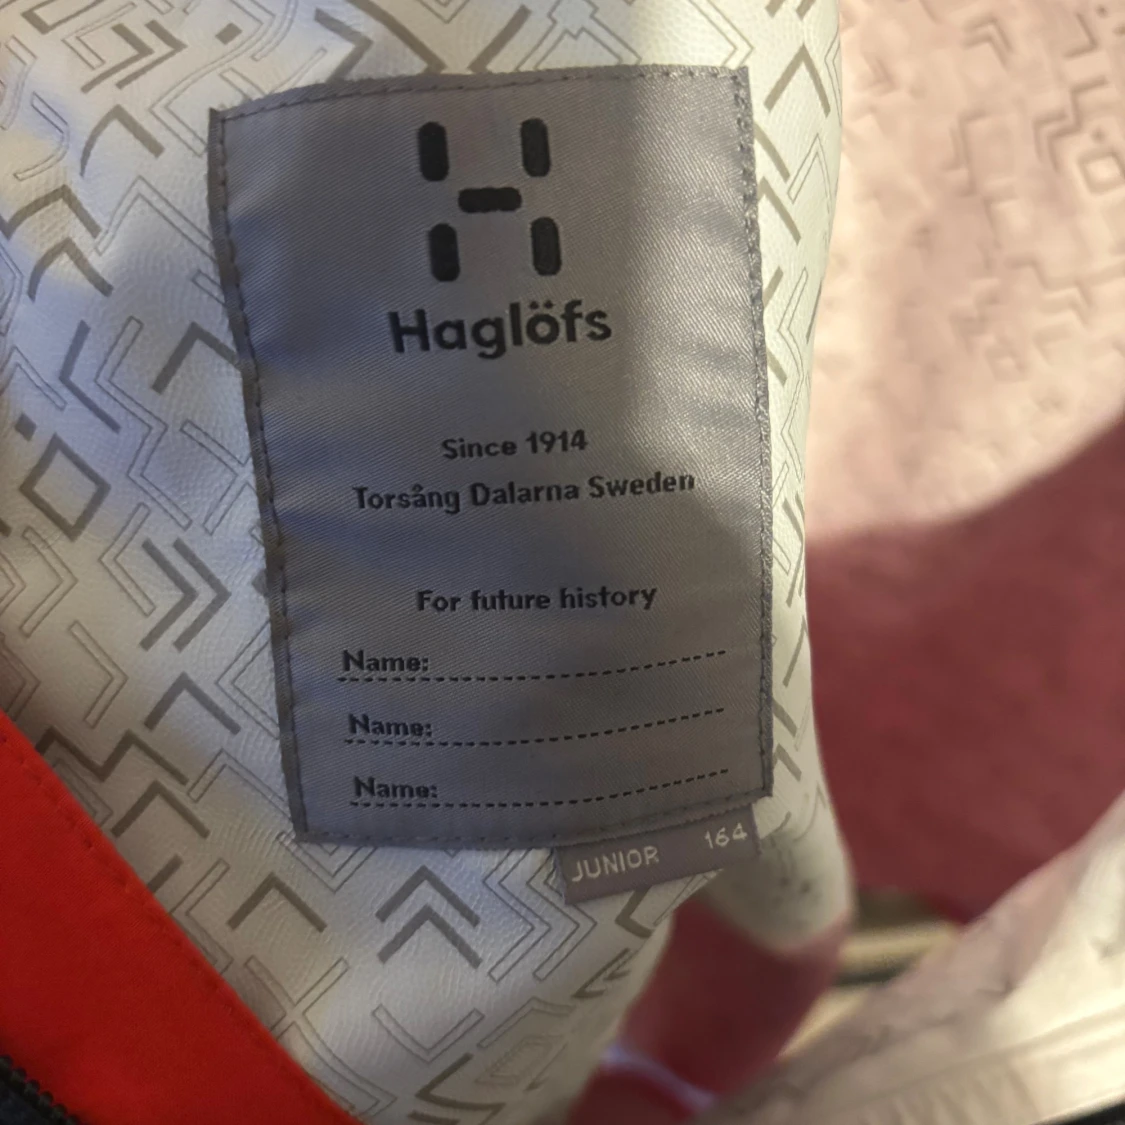 Haglöfs
Since 1914
Torsång Dalarna Sweden
For future history
Name:
Name:
Name:
JUNIOR 164